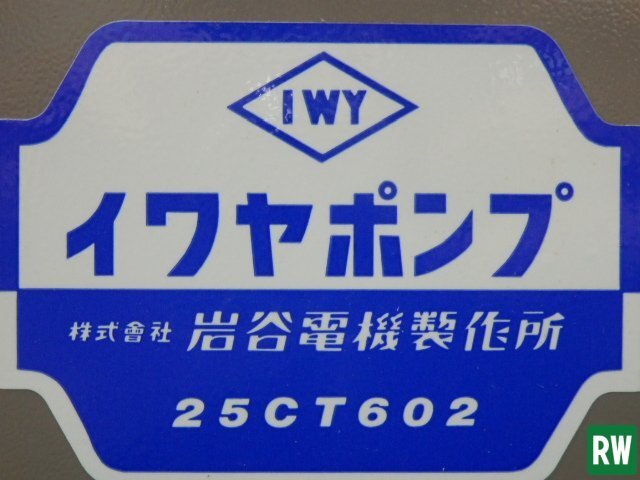 IWY
イワヤポンプ
株式會社 岩谷電機製作所
25CT602
RW